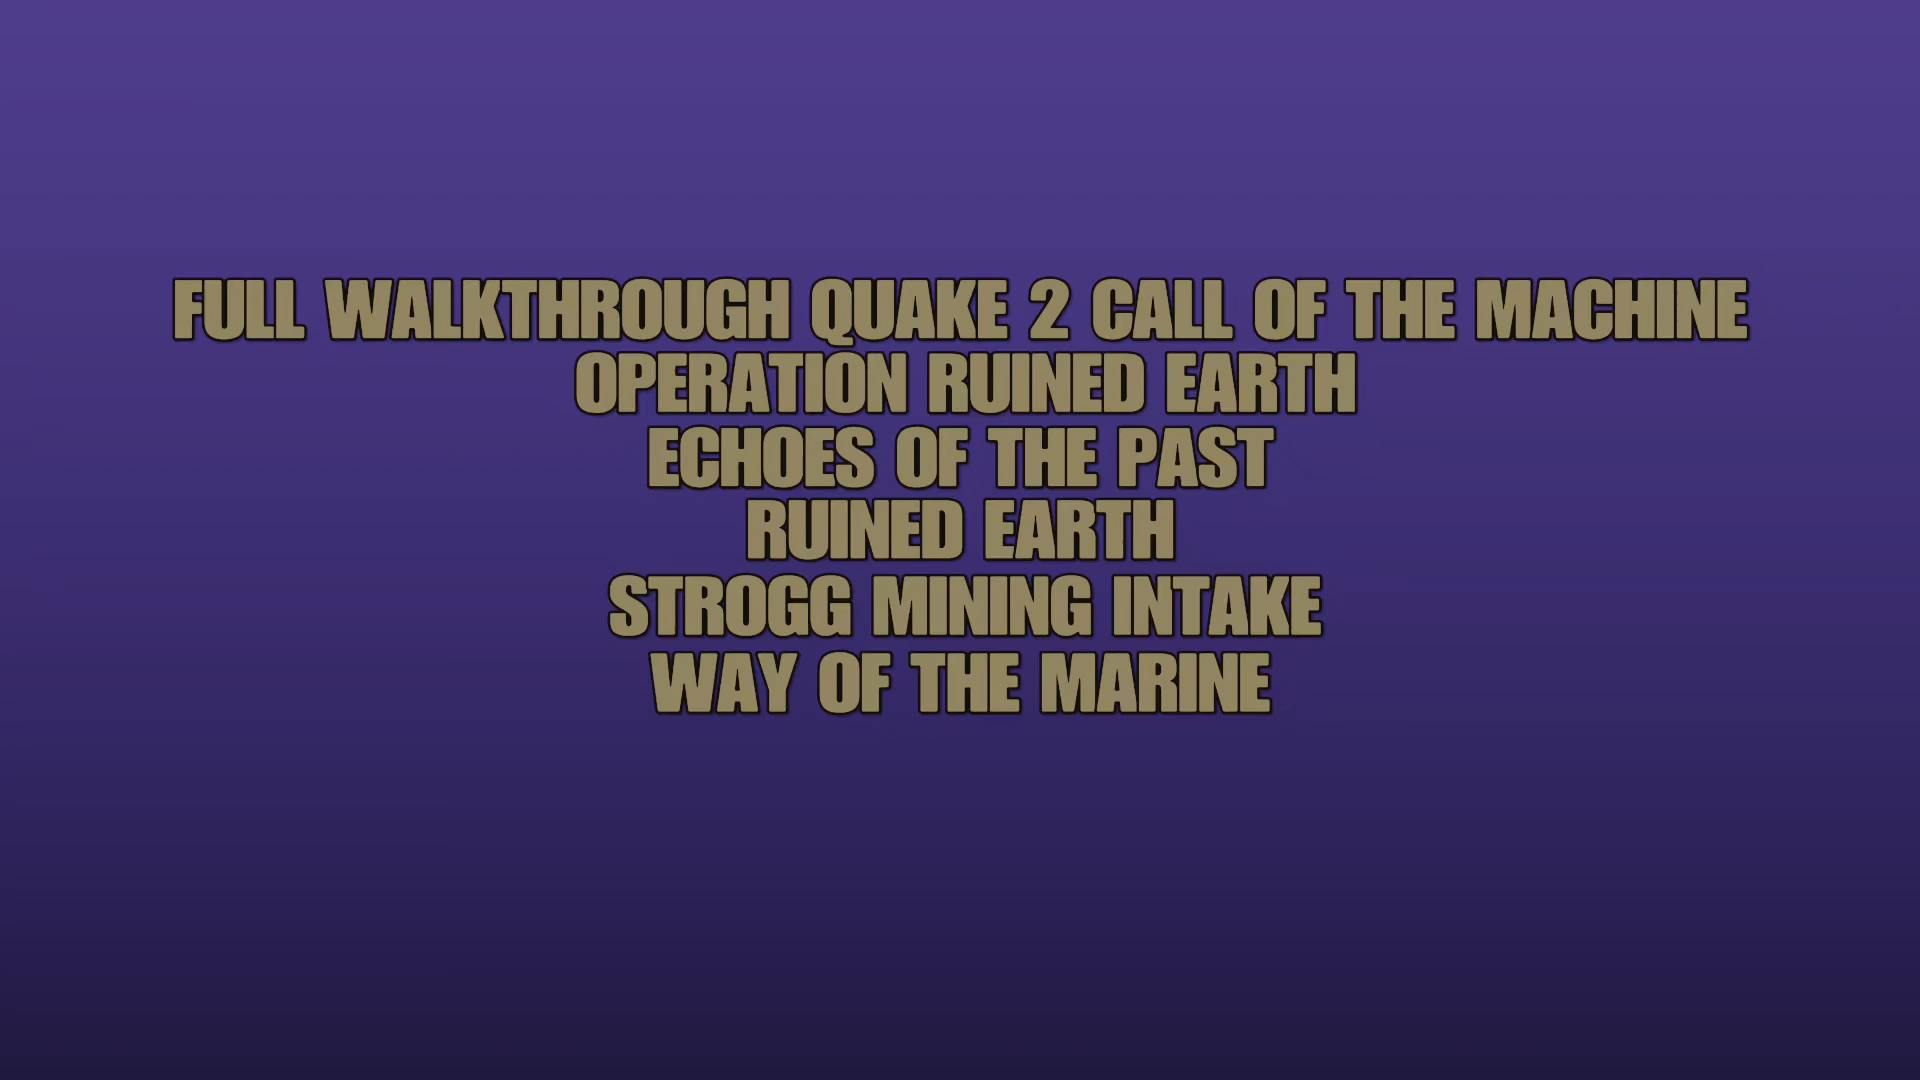 FULL WALKTHROUGH QUAKE 2 CALL OF THE MACHINE
OPERATION RUINED EARTH
ECHOES OF THE PAST
RUINED EARTH
STROGG MINING INTAKE
WAY OF THE MARINE